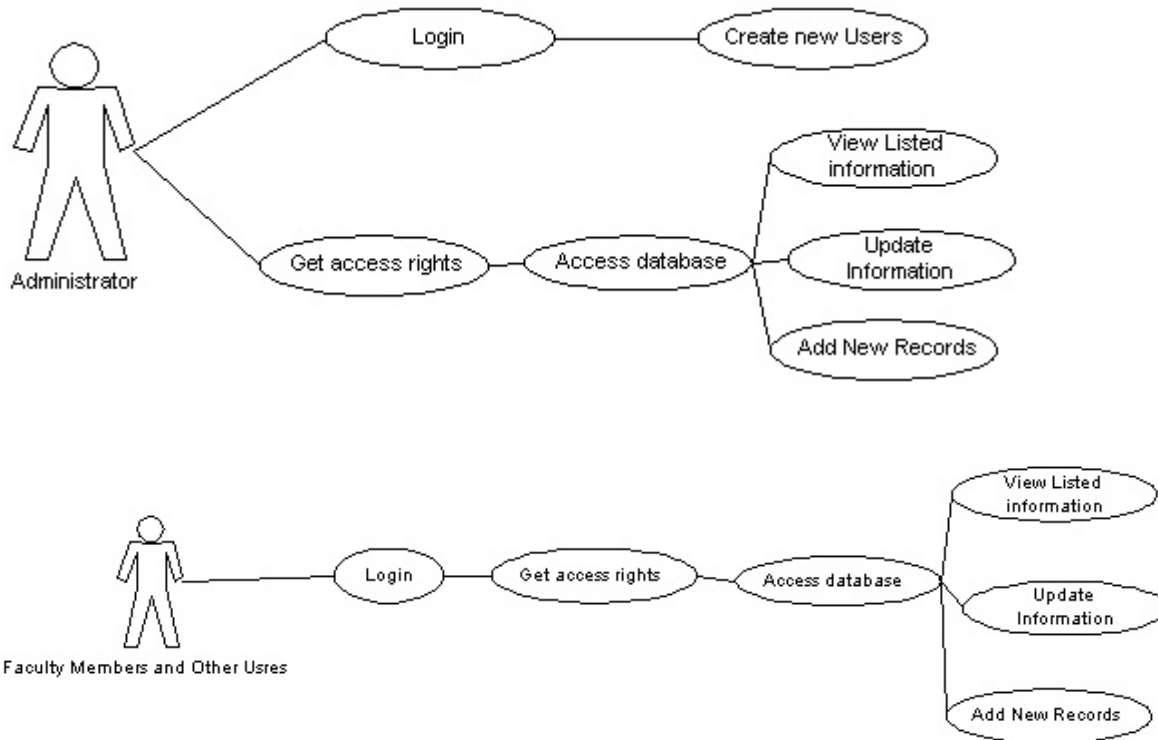 Login
Create new Users
View Listed
information
Update
Information
Get access rights
Access database
Administrator
Add New Records
View Listed
information
Login
Get access rights
Access database
Update
Information
Faculty Members and Other Usres
Add New Records